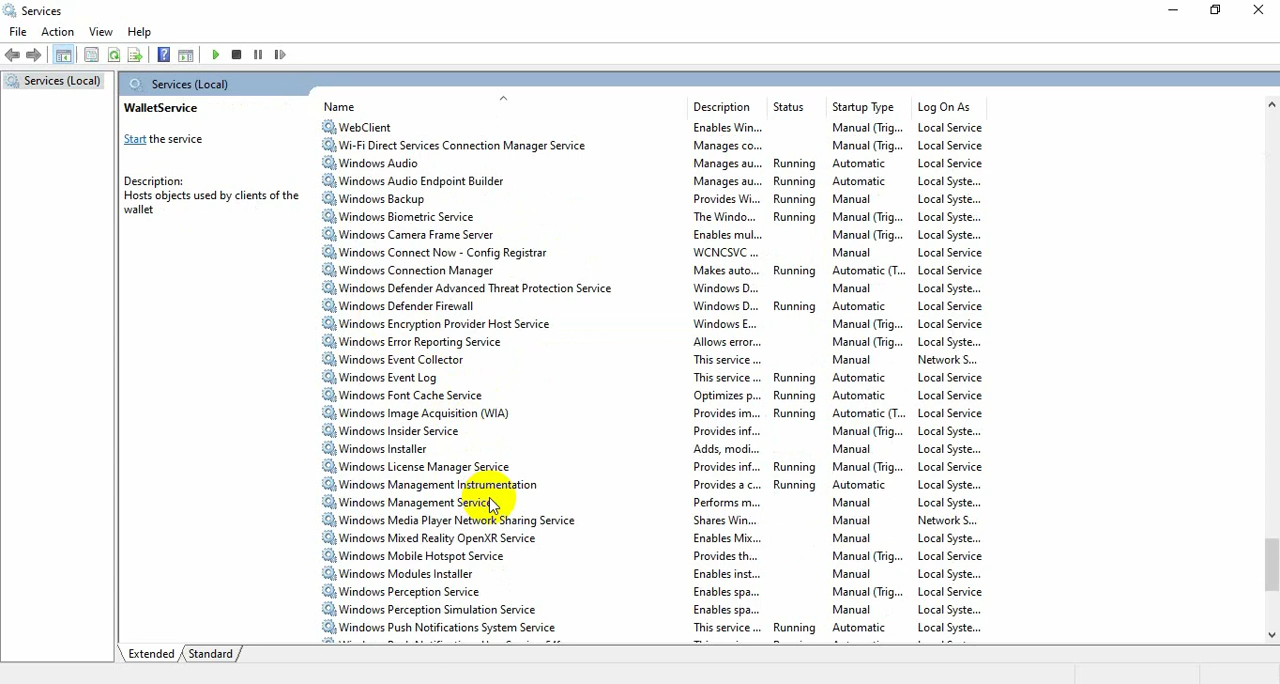 Services
File Action View Help
Services (Local)
Services (Local)
WalletService
Start the service
Description:
Hosts objects used by clients of the
wallet
Name Description Status Startup Type Log On As
WebClient Enables Win... Manual (Trig... Local Service
Wi-Fi Direct Services Connection Manager Service Manages co... Manual (Trig... Local Service
Windows Audio Manages au... Running Automatic Local Service
Windows Audio Endpoint Builder Manages au... Running Automatic Local Syste...
Windows Backup Provides Wi... Running Manual Local Syste...
Windows Biometric Service The Windo... Running Manual (Trig... Local Syste...
Windows Camera Frame Server Enables mul... Manual (Trig... Local Syste...
Windows Connect Now - Config Registrar WCNCSVC ... Manual Local Service
Windows Connection Manager Makes auto... Running Automatic (T... Local Service
Windows Defender Advanced Threat Protection Service Windows D... Manual Local Syste...
Windows Defender Firewall Windows D... Running Automatic Local Service
Windows Encryption Provider Host Service Windows E... Manual (Trig... Local Service
Windows Error Reporting Service Allows error... Manual (Trig... Local Syste...
Windows Event Collector This service ... Manual Network S...
Windows Event Log This service ... Running Automatic Local Service
Windows Font Cache Service Optimizes p... Running Automatic Local Service
Windows Image Acquisition (WIA) Provides im... Running Automatic (T... Local Service
Windows Insider Service Provides inf... Manual (Trig... Local Syste...
Windows Installer Adds, modi... Manual Local Syste...
Windows License Manager Service Provides inf... Running Manual (Trig... Local Service
Windows Management Instrumentation Provides a c... Running Automatic Local Syste...
Windows Management Service Performs m... Manual Local Syste...
Windows Media Player Network Sharing Service Shares Win... Manual Network S...
Windows Mixed Reality OpenXR Service Enables Mix... Manual Local Syste...
Windows Mobile Hotspot Service Provides th... Manual (Trig... Local Service
Windows Modules Installer Enables inst... Manual Local Syste...
Windows Perception Service Enables spa... Manual (Trig... Local Service
Windows Perception Simulation Service Enables spa... Manual Local Syste...
Windows Push Notifications System Service This service ... Running Automatic Local Syste...
Extended Standard